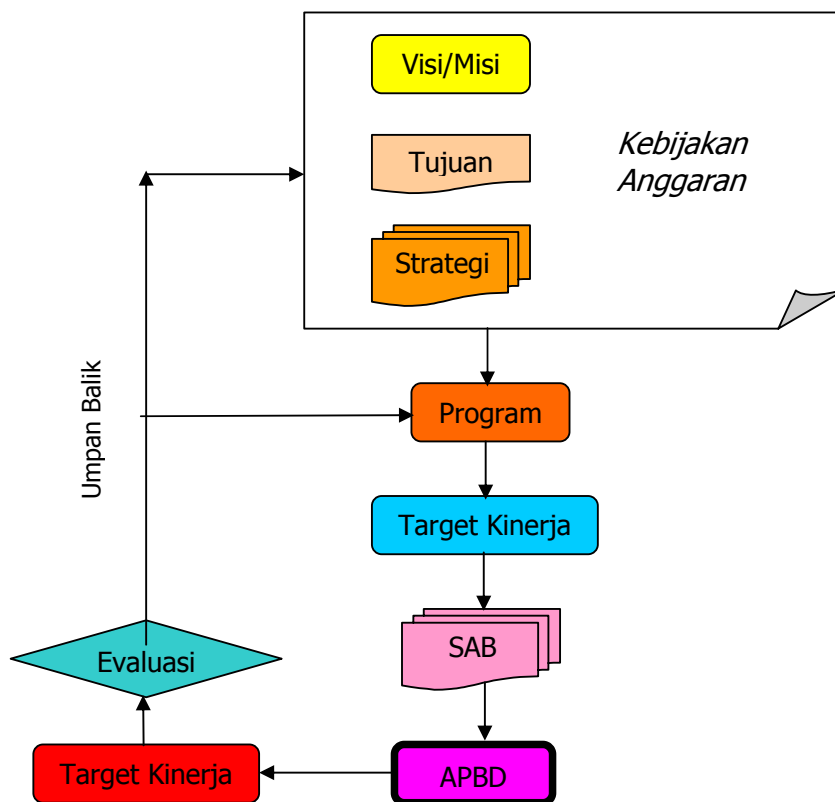 Visi/Misi
Tujuan
Kebijakan
Anggaran
Strategi
Umpan Balik
Program
Target Kinerja
SAB
Evaluasi
Target Kinerja
APBD